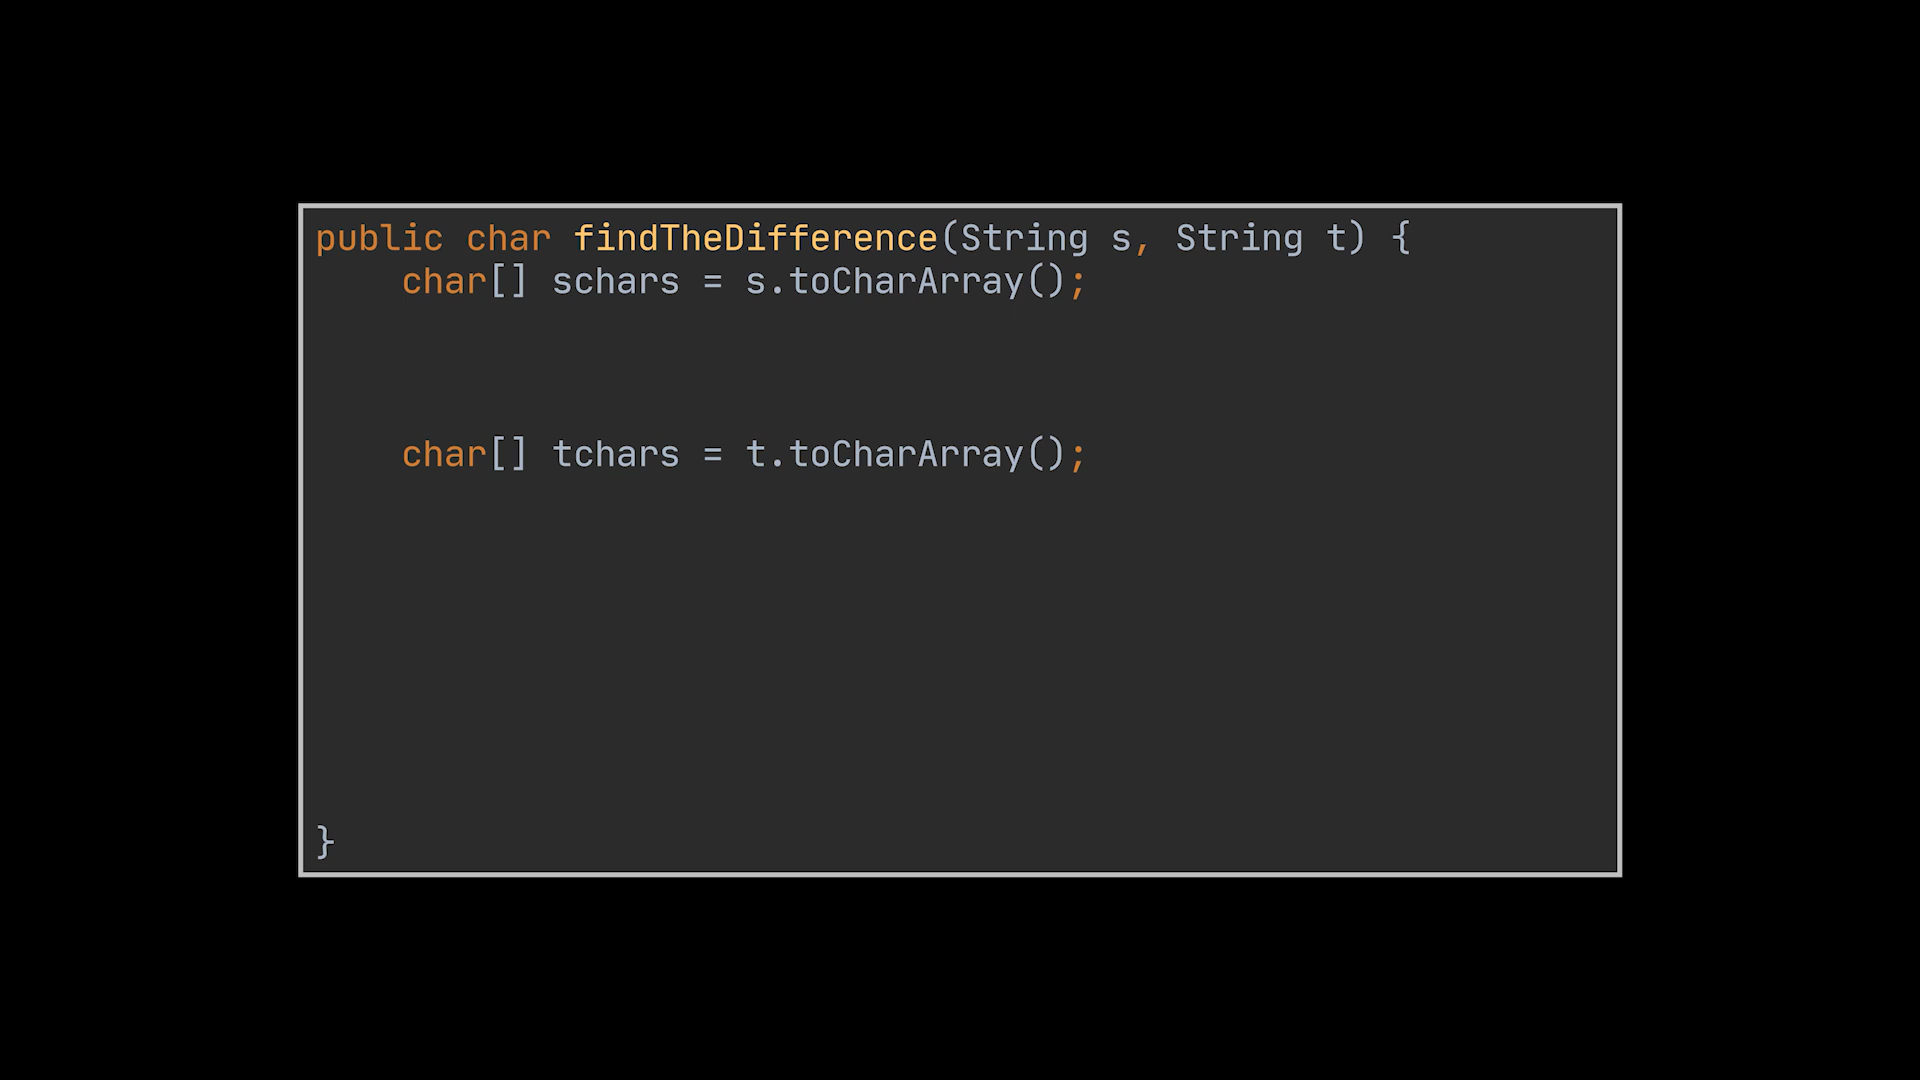 public char findTheDifference(String s, String t) {
    char[] schars = s.toCharArray();
    char[] tchars = t.toCharArray();
}